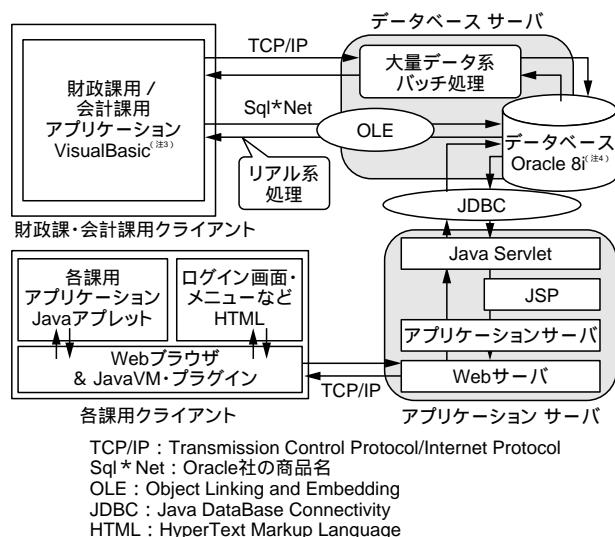 データベース サーバ
TCP/IP
大量データ系
バッチ処理
財政課用 /
会計課用
アプリケーション
VisualBasic(注3)
Sql*Net
OLE
データベース
Oracle 8i(注4)
リアル系
処理
財政課・会計課用クライアント
JDBC
各課用
アプリケーション
Javaアプレット
ログイン画面・
メニューなど
HTML
Java Servlet
JSP
アプリケーションサーバ
Webブラウザ
& JavaVM・プラグイン
TCP/IP
Webサーバ
各課用クライアント
アプリケーション サーバ
TCP/IP : Transmission Control Protocol/Internet Protocol
Sql*Net : Oracle社の商品名
OLE : Object Linking and Embedding
JDBC : Java DataBase Connectivity
HTML : HyperText Markup Language